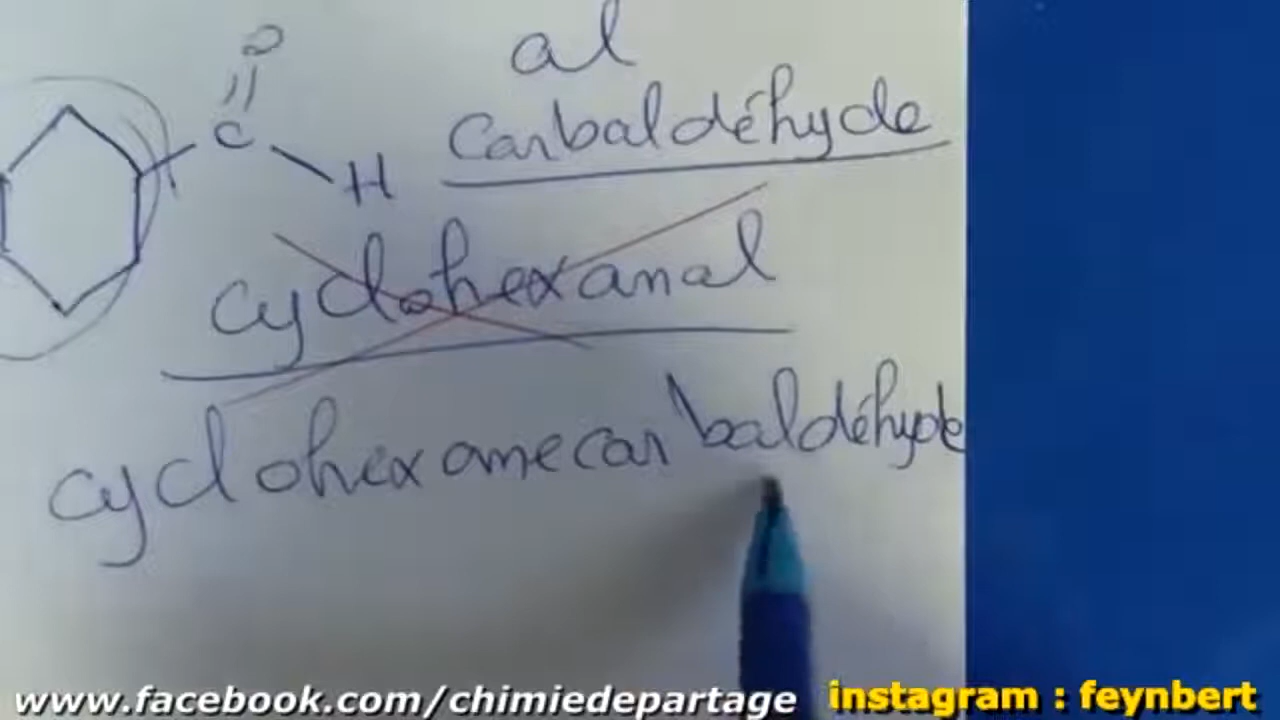 O
al
C
H
carbaldéhyde
cyclohexanal
cyclohexanecarbaldéhyde
www.facebook.com/chimiedepartage
instagram : feynbert